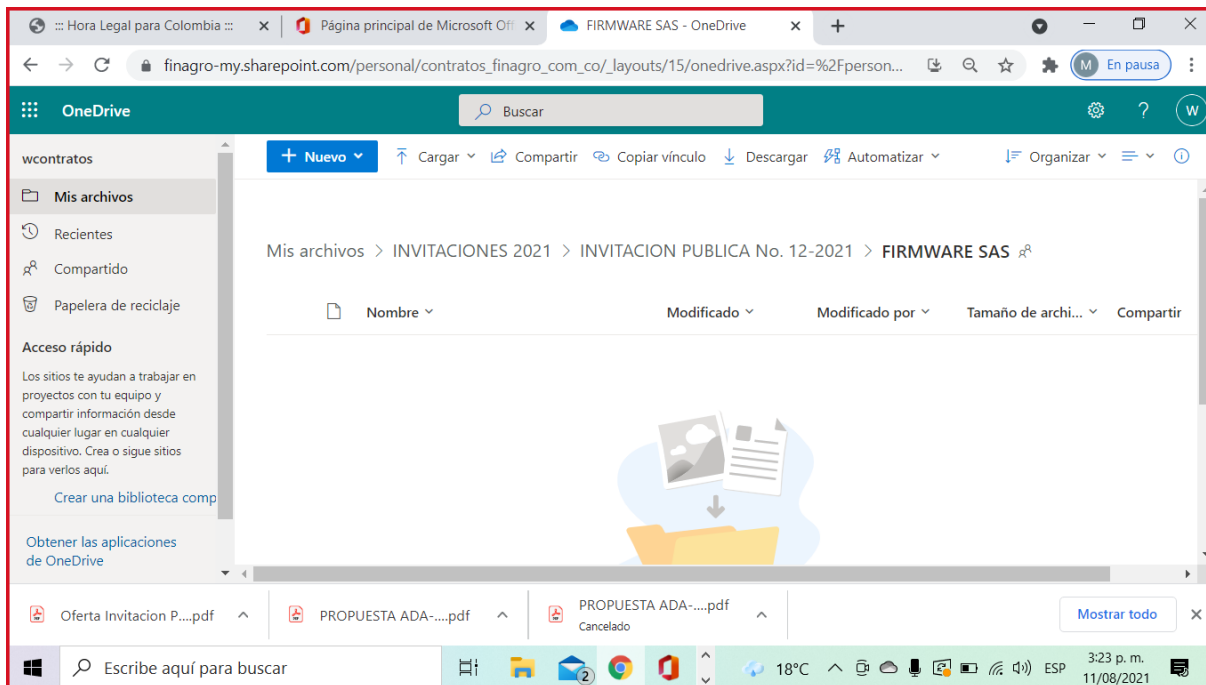 ::: Hora Legal para Colombia :::
Página principal de Microsoft Off
FIRMWARE SAS - OneDrive
finagro-my.sharepoint.com/personal/contratos_finagro_com_co/_layouts/15/onedrive.aspx?id=%2Fperson...
M En pausa
OneDrive
Buscar
? W
wcontratos
Nuevo Cargar Compartir Copiar vínculo Descargar Automatizar Organizar
Mis archivos
Recientes
Compartido
Papelera de reciclaje
Mis archivos > INVITACIONES 2021 > INVITACION PUBLICA No. 12-2021 > FIRMWARE SAS
Nombre Modificado Modificado por Tamaño de archi... Compartir
Acceso rápido
Los sitios te ayudan a trabajar en
proyectos con tu equipo y
compartir información desde
cualquier lugar en cualquier
dispositivo. Crea o sigue sitios
para verlos aquí.
Crear una biblioteca comp
Obtener las aplicaciones
de OneDrive
Oferta Invitacion P....pdf
PROPUESTA ADA-....pdf
PROPUESTA ADA-....pdf
Cancelado
Mostrar todo
Escribe aquí para buscar
2
18°C
ESP
3:23 p. m.
11/08/2021